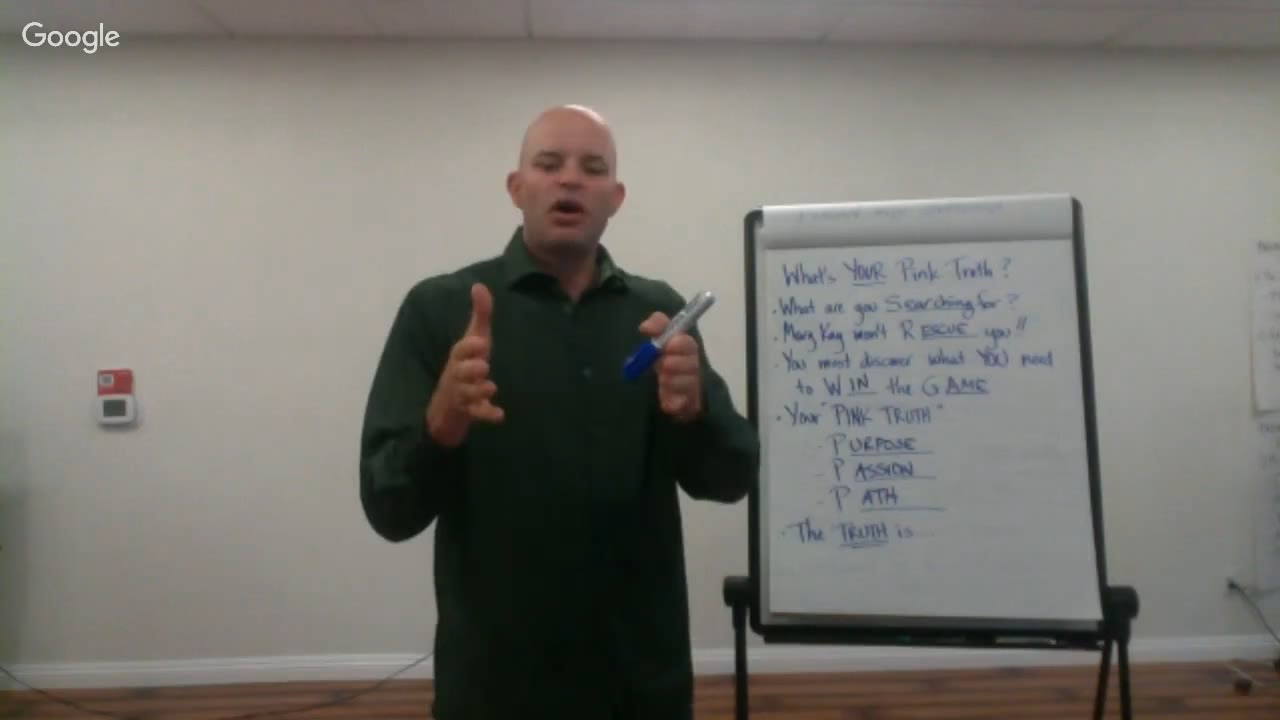 Google
What's YOUR Pink Truth?
• What are you Searching for?
• Mary Kay won't RESCUE you!!
• You must discover what YOU need
to WIN the GAME
• Your "PINK TRUTH"
- PURPOSE
- PASSION
- PATH
• The TRUTH is...